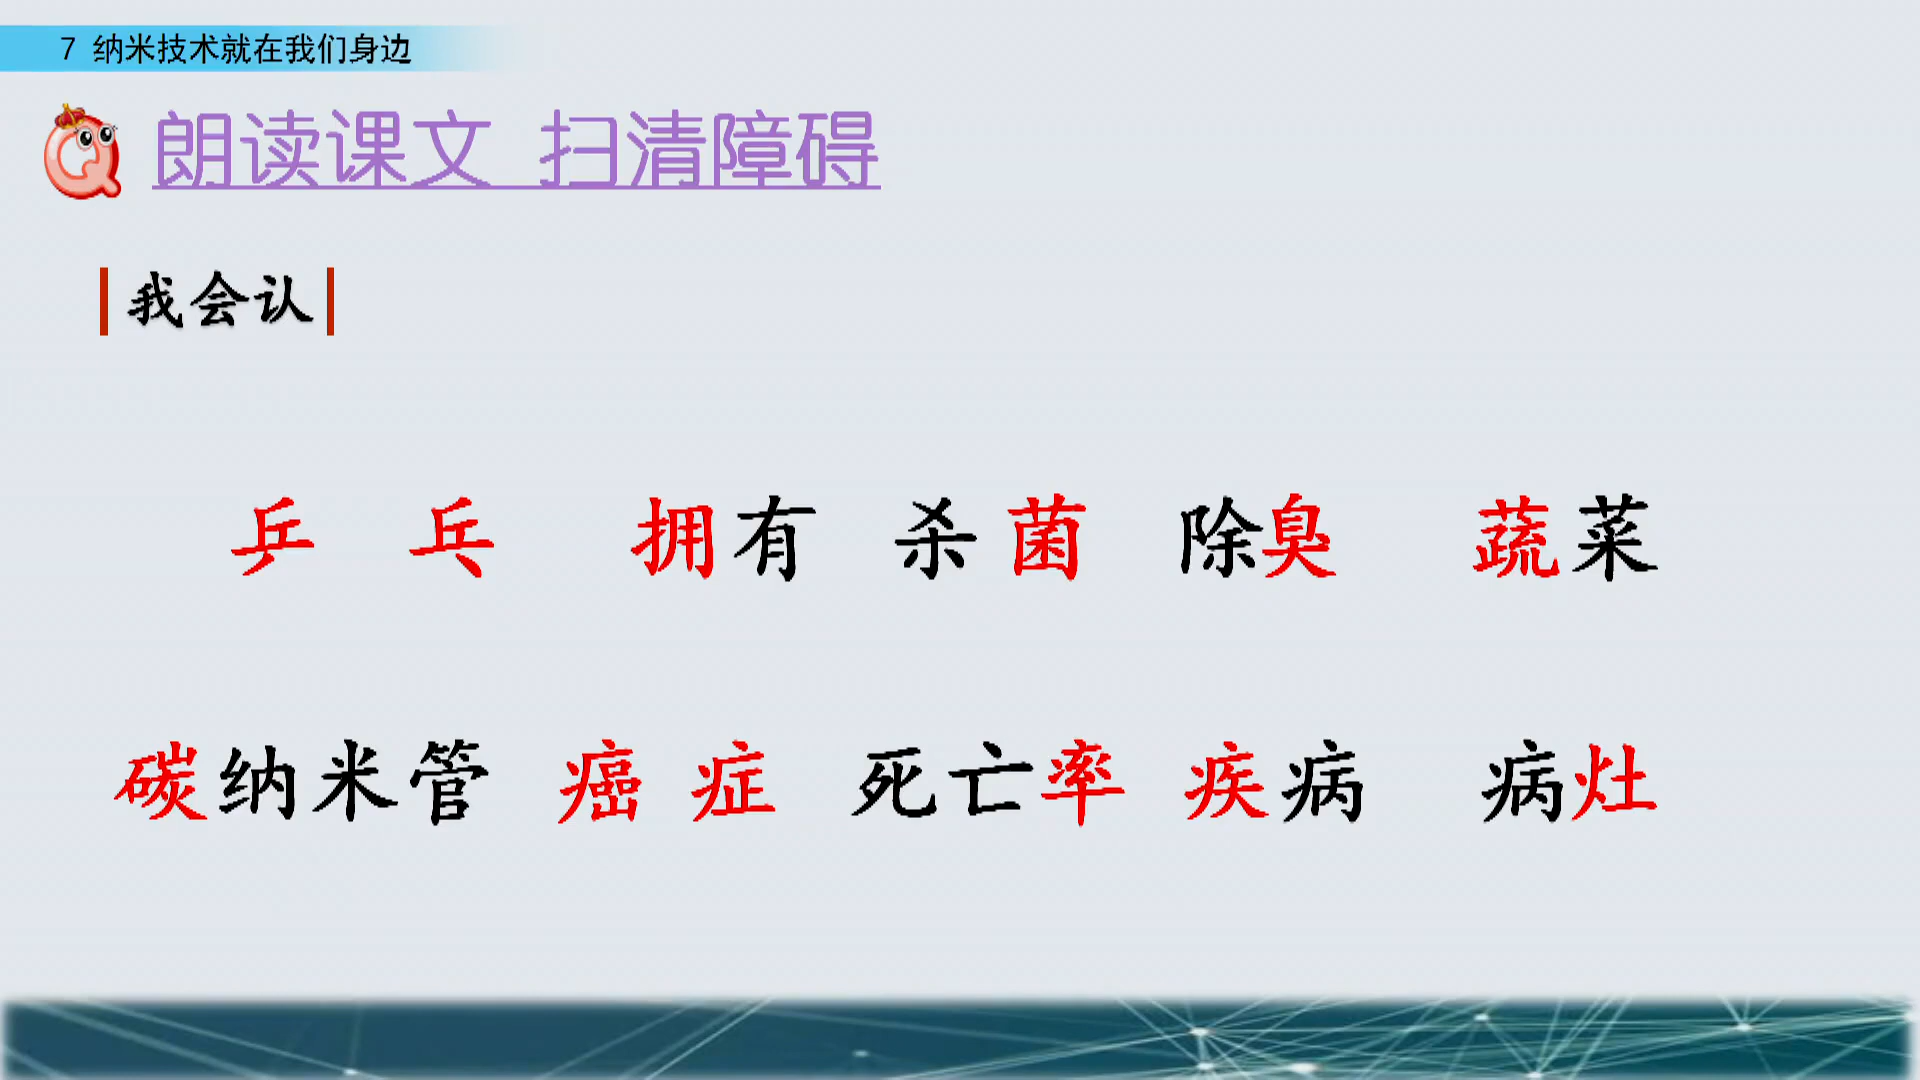 7 纳米技术就在我们身边
朗读课文 扫清障碍
我会认
乒 乓 拥有 杀菌 除臭 蔬菜
碳纳米管 癌症 死亡率 疾病 病灶